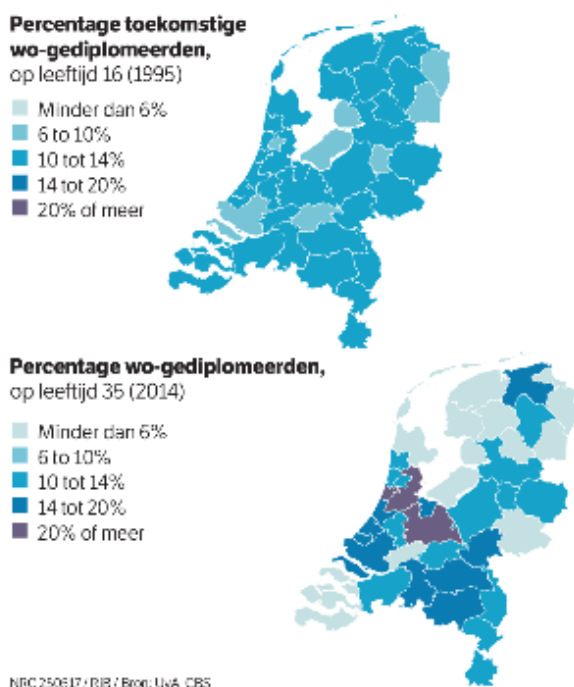 Percentage toekomstige
wo-gediplomeerden,
op leeftijd 16 (1995)
Minder dan 6%
6 to 10%
10 tot 14%
14 tot 20%
20% of meer
Percentage wo-gediplomeerden,
op leeftijd 35 (2014)
Minder dan 6%
6 to 10%
10 tot 14%
14 tot 20%
20% of meer
NRC 250817 / RIB / Bron: UvA, CBS